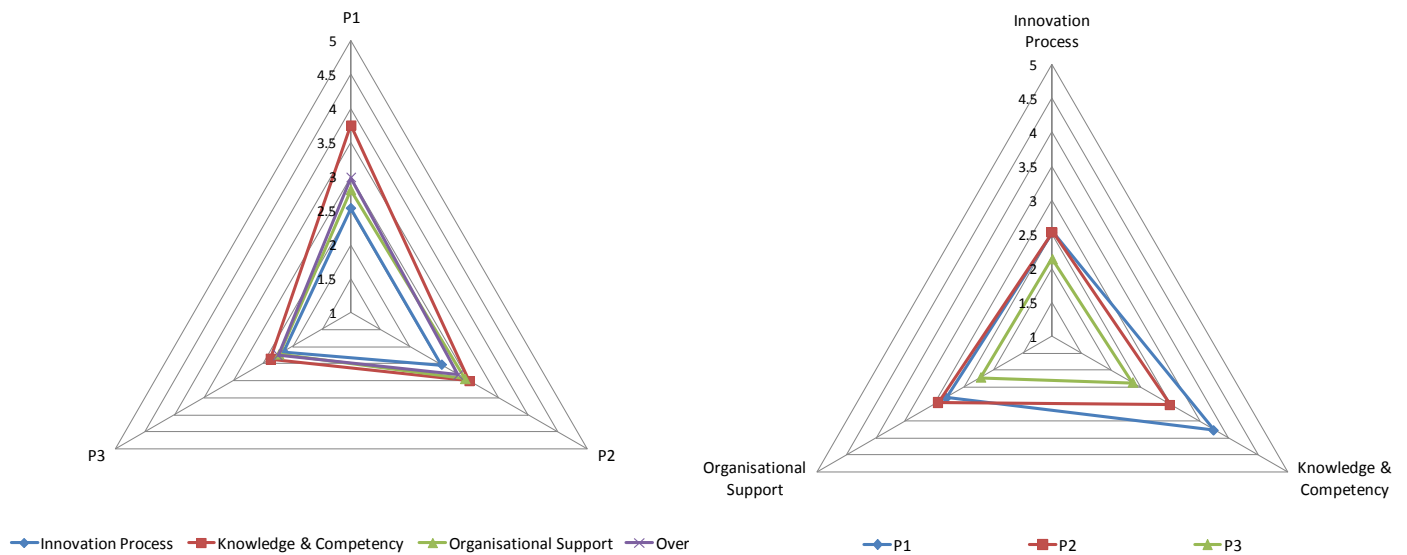 P1
5
4.5
4
3.5
3
2.5
2
1.5
1
P3
P2
Innovation Process
Knowledge & Competency
Organisational Support
Over
Innovation
Process
5
4.5
4
3.5
3
2.5
2
1.5
1
Organisational
Support
Knowledge &
Competency
P1
P2
P3